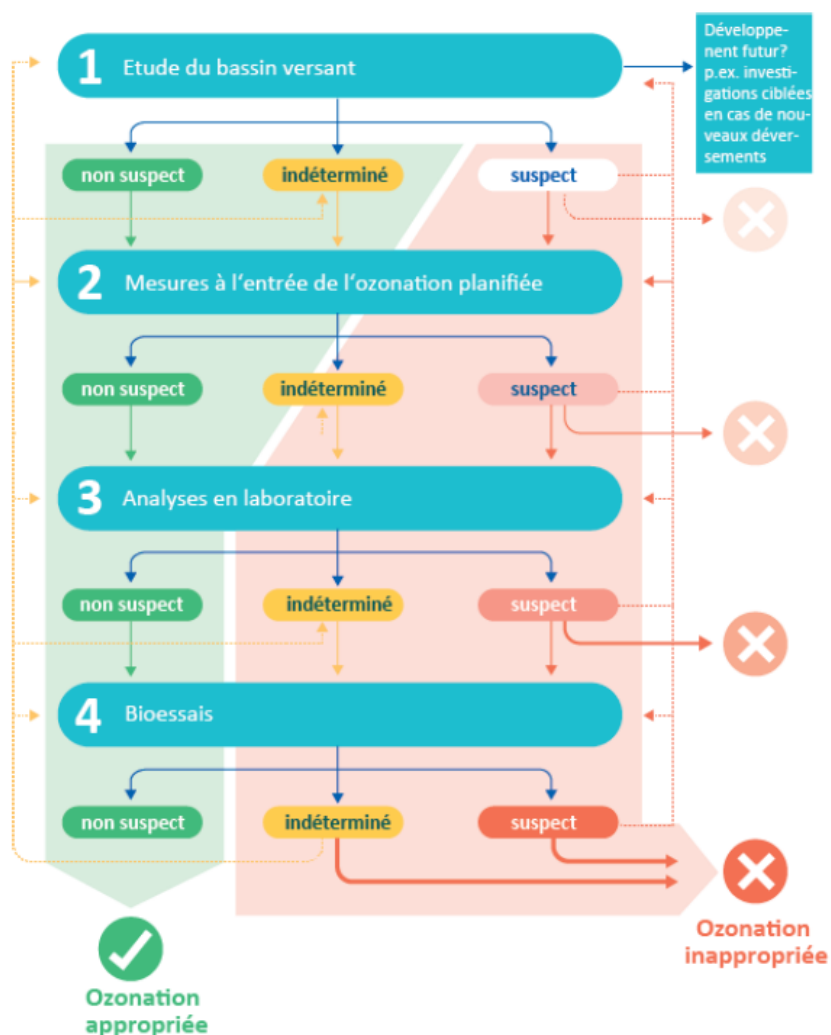 1 Etude du bassin versant
Développe-
nent futur?
p.ex. investi-
gations ciblées
en cas de nou-
veaux déver-
sements
non suspect
indéterminé
suspect
2 Mesures à l‘entrée de l‘ozonation planifiée
non suspect
indéterminé
suspect
3 Analyses en laboratoire
non suspect
indéterminé
suspect
4 Bioessais
non suspect
indéterminé
suspect
Ozonation
inappropriée
Ozonation
appropriée